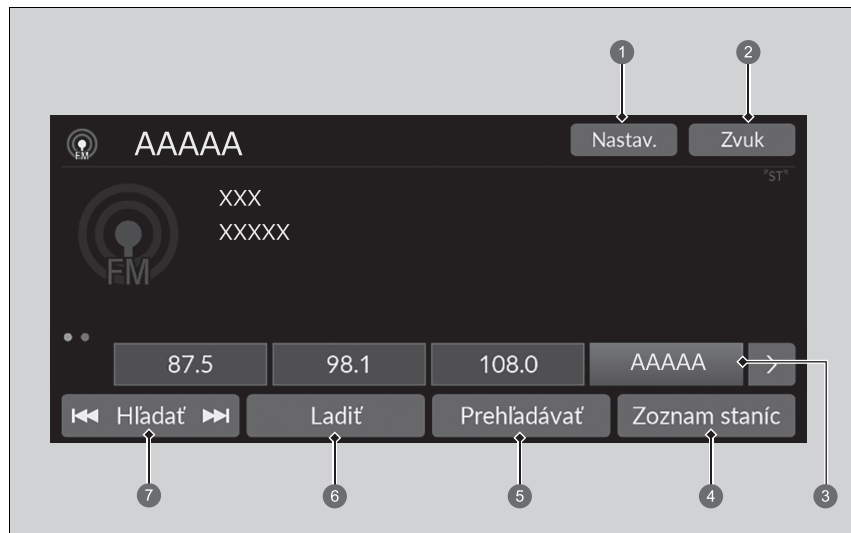 1 2
FM AAAAA Nastav. Zvuk
"ST"
XXX
XXXXX
FM
87.5 98.1 108.0 AAAAA >
Hľadať Ladiť Prehľadávať Zoznam staníc
7 6 5 4 3